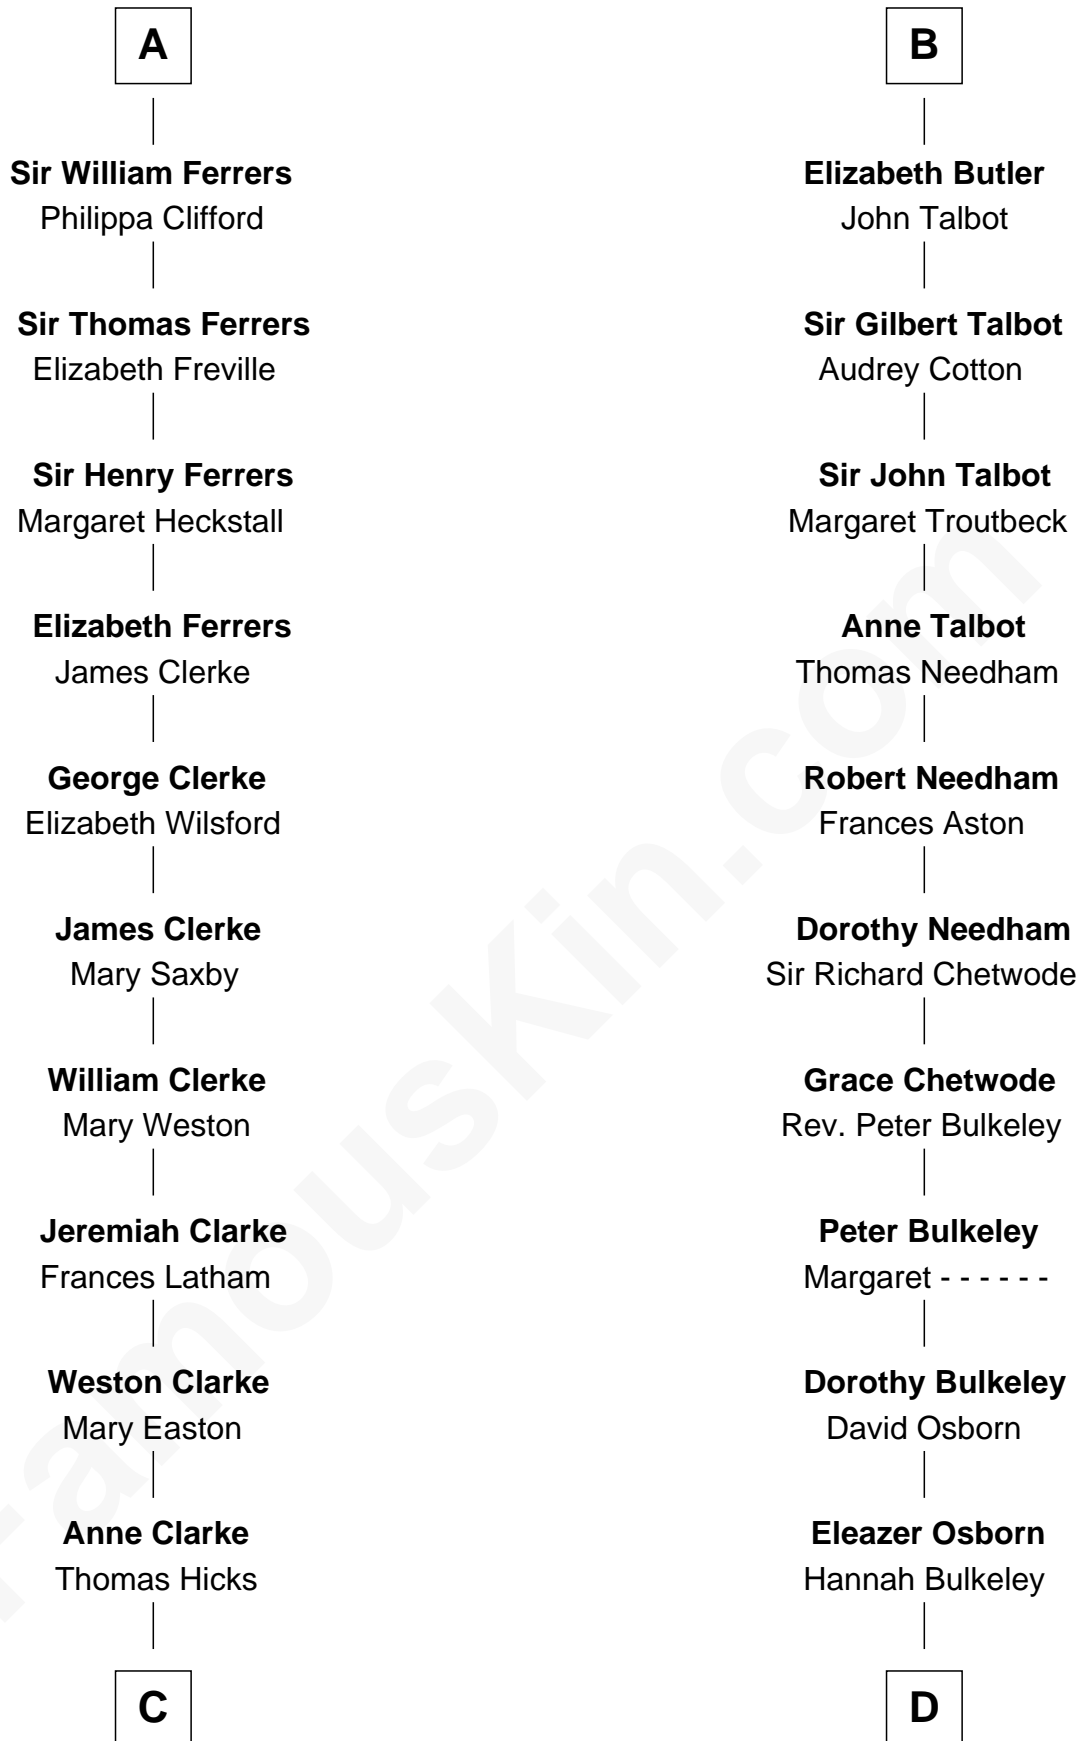 A
Sir William Ferrers
Philippa Clifford
Sir Thomas Ferrers
Elizabeth Freville
Sir Henry Ferrers
Margaret Heckstall
Elizabeth Ferrers
James Clerke
George Clerke
Elizabeth Wilsford
James Clerke
Mary Saxby
William Clerke
Mary Weston
Jeremiah Clarke
Frances Latham
Weston Clarke
Mary Easton
Anne Clarke
Thomas Hicks
C
B
Elizabeth Butler
John Talbot
Sir Gilbert Talbot
Audrey Cotton
Sir John Talbot
Margaret Troutbeck
Anne Talbot
Thomas Needham
Robert Needham
Frances Aston
Dorothy Needham
Sir Richard Chetwode
Grace Chetwode
Rev. Peter Bulkeley
Peter Bulkeley
Margaret - - - - - -
Dorothy Bulkeley
David Osborn
Eleazer Osborn
Hannah Bulkeley
D
FamousKin.com